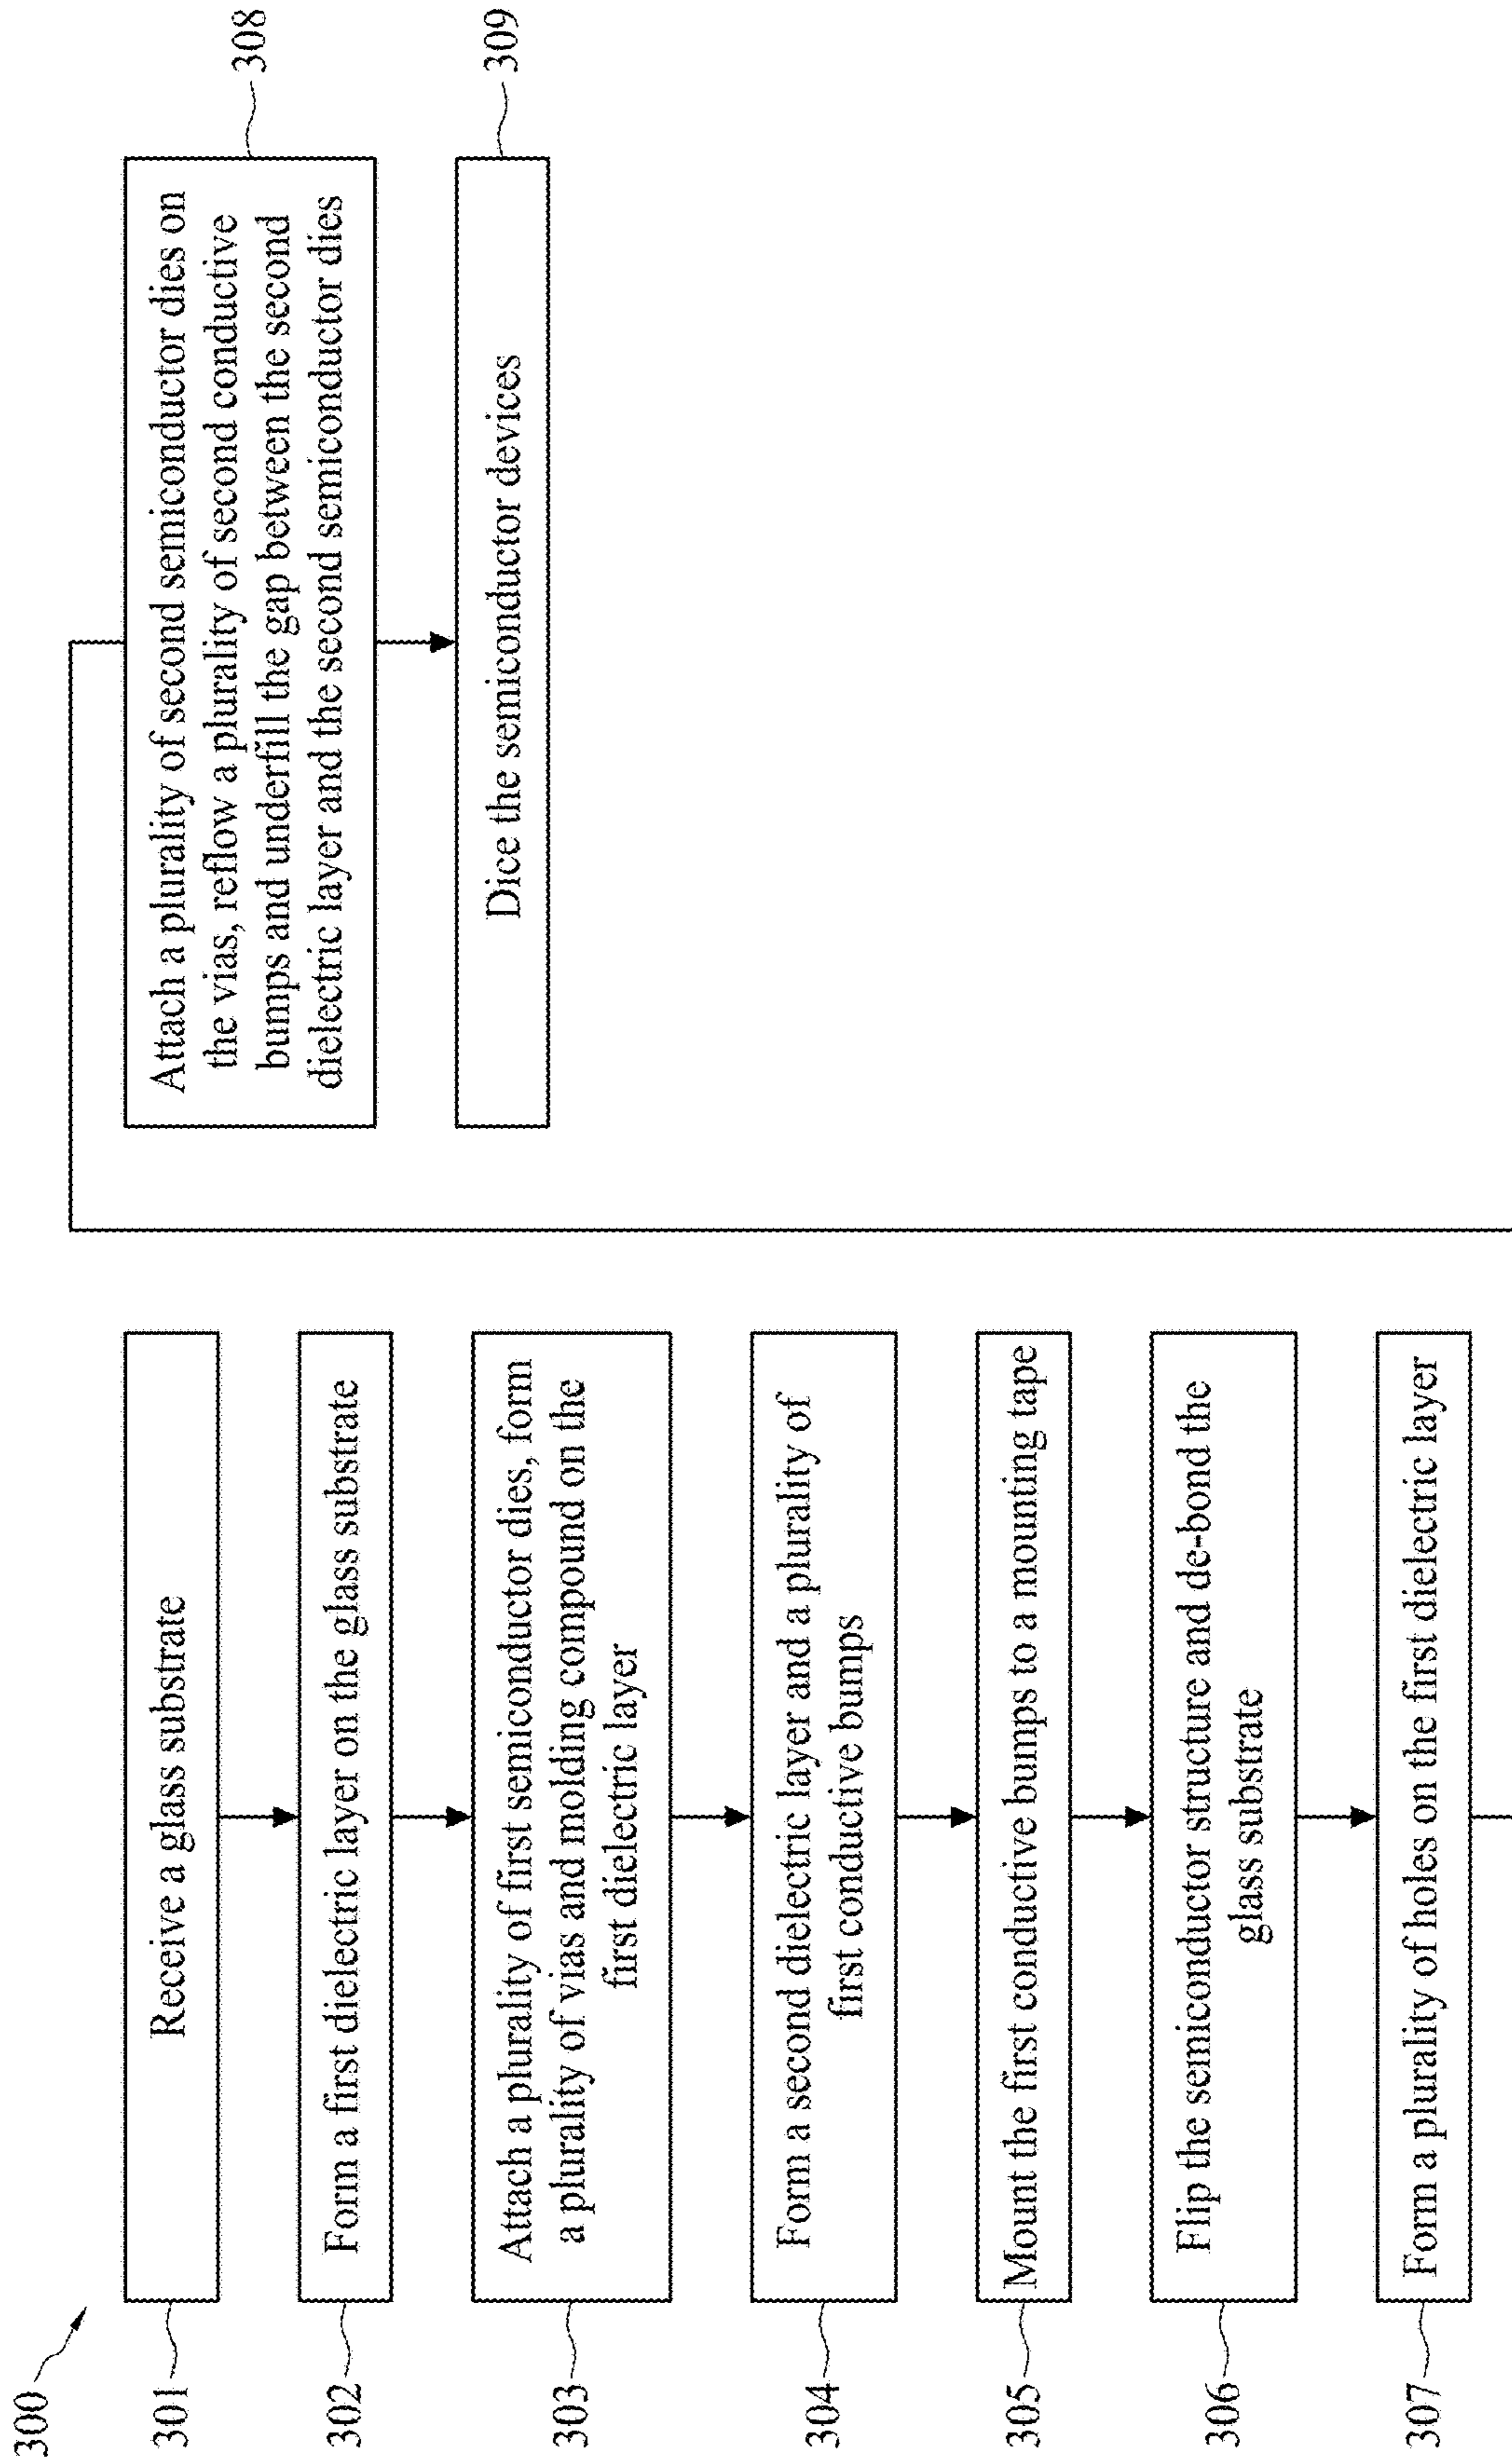 300
301
Receive a glass substrate
302
Form a first dielectric layer on the glass substrate
303
Attach a plurality of first semiconductor dies, form
a plurality of vias and molding compound on the
first dielectric layer
304
Form a second dielectric layer and a plurality of
first conductive bumps
305
Mount the first conductive bumps to a mounting tape
306
Flip the semiconductor structure and de-bond the
glass substrate
307
Form a plurality of holes on the first dielectric layer
Attach a plurality of second semiconductor dies on
the vias, reflow a plurality of second conductive
bumps and underfill the gap between the second
dielectric layer and the second semiconductor dies
308
Dice the semiconductor devices
309